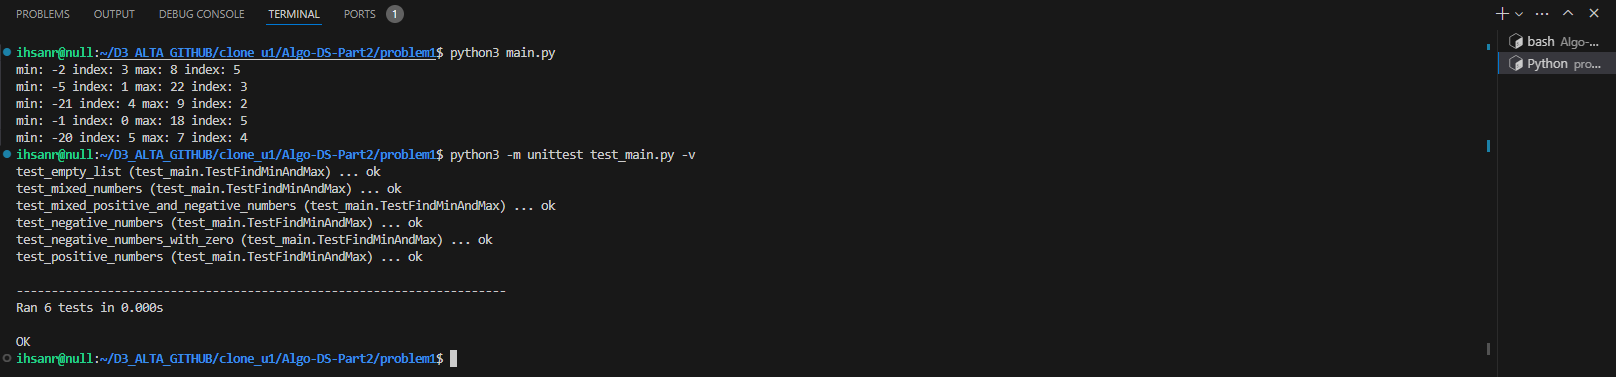 PROBLEMS OUTPUT DEBUG CONSOLE TERMINAL PORTS 1
ihsanr@null:~/D3_ALTA_GITHUB/clone_u1/Algo-DS-Part2/problem1$ python3 main.py
min: -2 index: 3 max: 8 index: 5
min: -5 index: 1 max: 22 index: 3
min: -21 index: 4 max: 9 index: 2
min: -1 index: 0 max: 18 index: 5
min: -20 index: 5 max: 7 index: 4
ihsanr@null:~/D3_ALTA_GITHUB/clone_u1/Algo-DS-Part2/problem1$ python3 -m unittest test_main.py -v
test_empty_list (test_main.TestFindMinAndMax) ... ok
test_mixed_numbers (test_main.TestFindMinAndMax) ... ok
test_mixed_positive_and_negative_numbers (test_main.TestFindMinAndMax) ... ok
test_negative_numbers (test_main.TestFindMinAndMax) ... ok
test_negative_numbers_with_zero (test_main.TestFindMinAndMax) ... ok
test_positive_numbers (test_main.TestFindMinAndMax) ... ok
----------------------------------------------------------------------
Ran 6 tests in 0.000s
OK
ihsanr@null:~/D3_ALTA_GITHUB/clone_u1/Algo-DS-Part2/problem1$
bash Algo-...
Python pro...